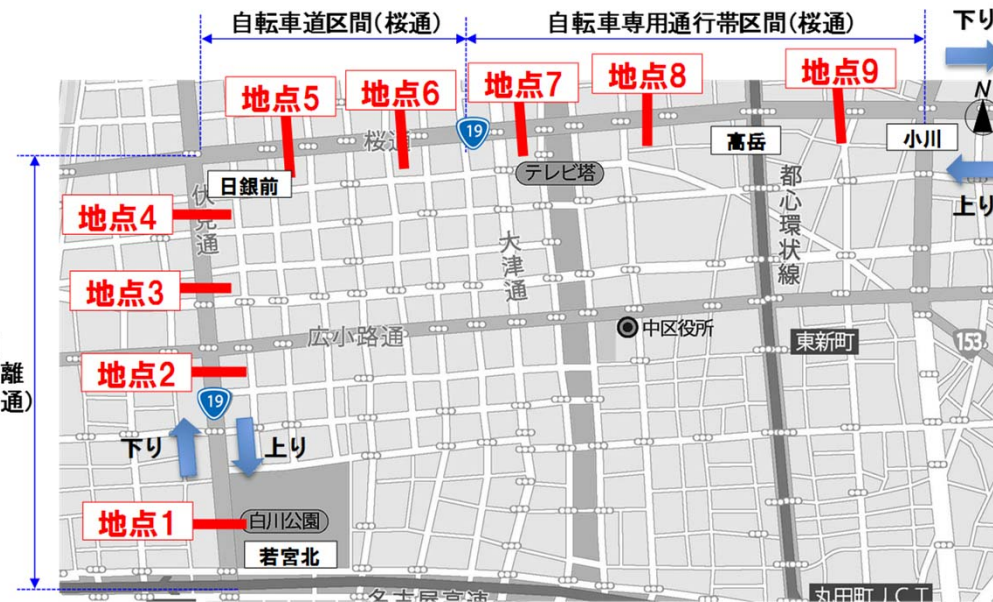 自転車道区間(桜通)
自転車専用通行帯区間(桜通)
下り
N
地点5
地点6
地点7
地点8
地点9
19
桜通
高岳
小川
テレビ塔
日銀前
上り
地点4
伏見通
大津通
都心環状線
地点3
広小路通
中区役所
東新町
153
離
通)
地点2
19
下り
上り
地点1
白川公園
若宮北
名古屋高速
丸田町JCT